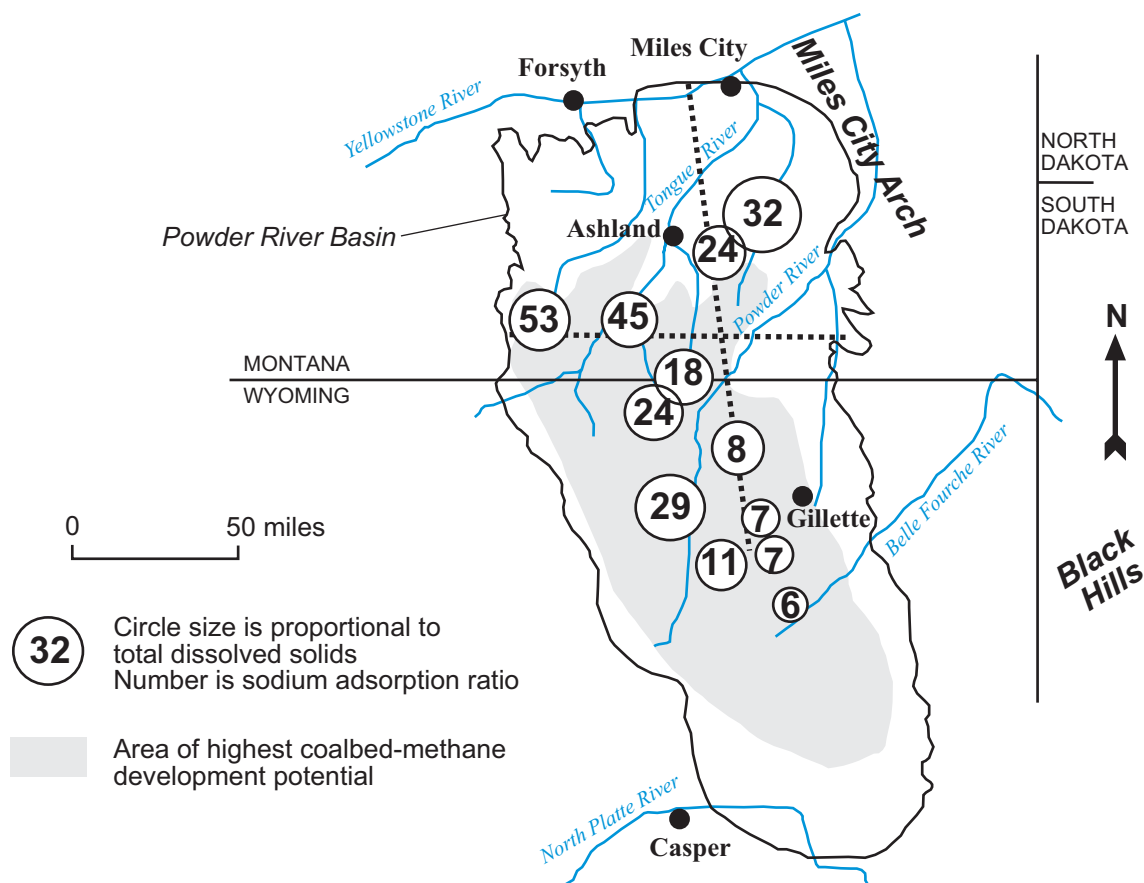 Miles City
Forsyth
Miles City Arch
Yellowstone River
Tongue River
NORTH
DAKOTA
SOUTH
DAKOTA
32
Ashland
24
Powder River Basin
Powder River
53
45
N
18
MONTANA
WYOMING
24
8
Belle Fourche River
29
7
Gillette
0
50 miles
11
7
Black
Hills
6
32
Circle size is proportional to
total dissolved solids
Number is sodium adsorption ratio
Area of highest coalbed-methane
development potential
North Platte River
Casper